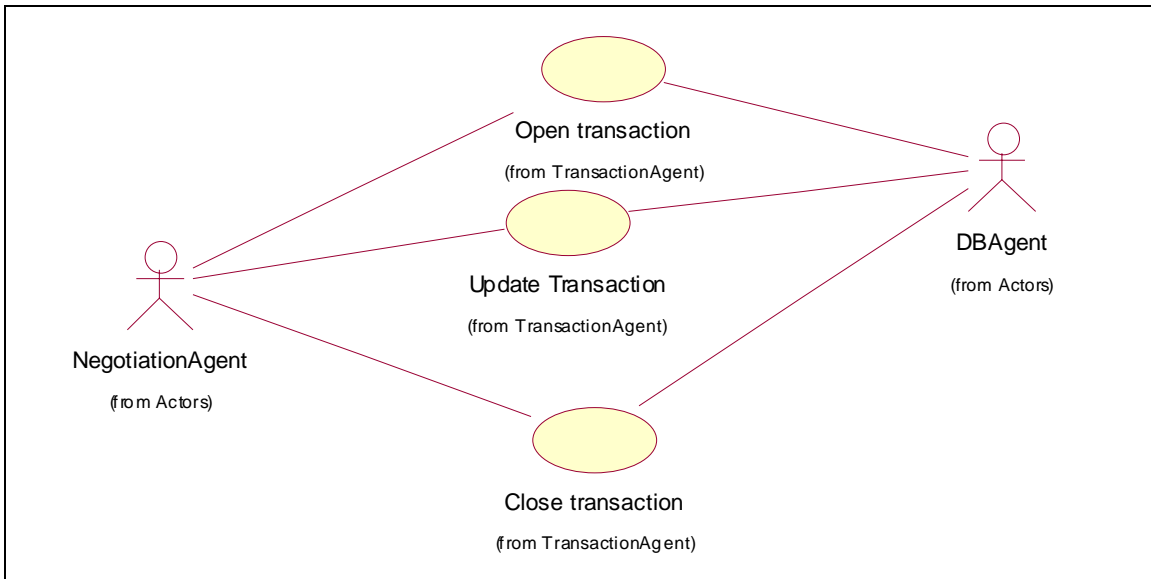 Open transaction
(from TransactionAgent)
DBAgent
(from Actors)
Update Transaction
(from TransactionAgent)
NegotiationAgent
(from Actors)
Close transaction
(from TransactionAgent)